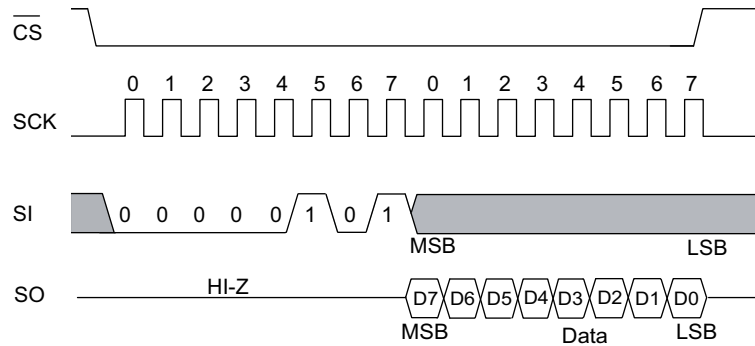 CS
0 1 2 3 4 5 6 7 0 1 2 3 4 5 6 7
SCK
SI 0 0 0 0 0 1 0 1
MSB LSB
HI-Z
SO D7 D6 D5 D4 D3 D2 D1 D0
MSB Data LSB